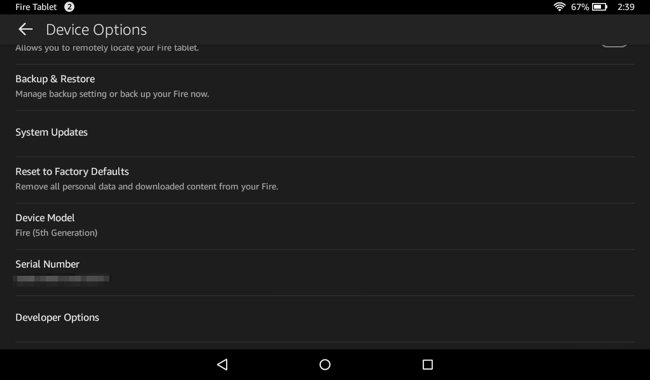 Fire Tablet 2 67% 2:39
Device Options
Allows you to remotely locate your Fire tablet.
Backup & Restore
Manage backup setting or back up your Fire now.
System Updates
Reset to Factory Defaults
Remove all personal data and downloaded content from your Fire.
Device Model
Fire (5th Generation)
Serial Number
Developer Options